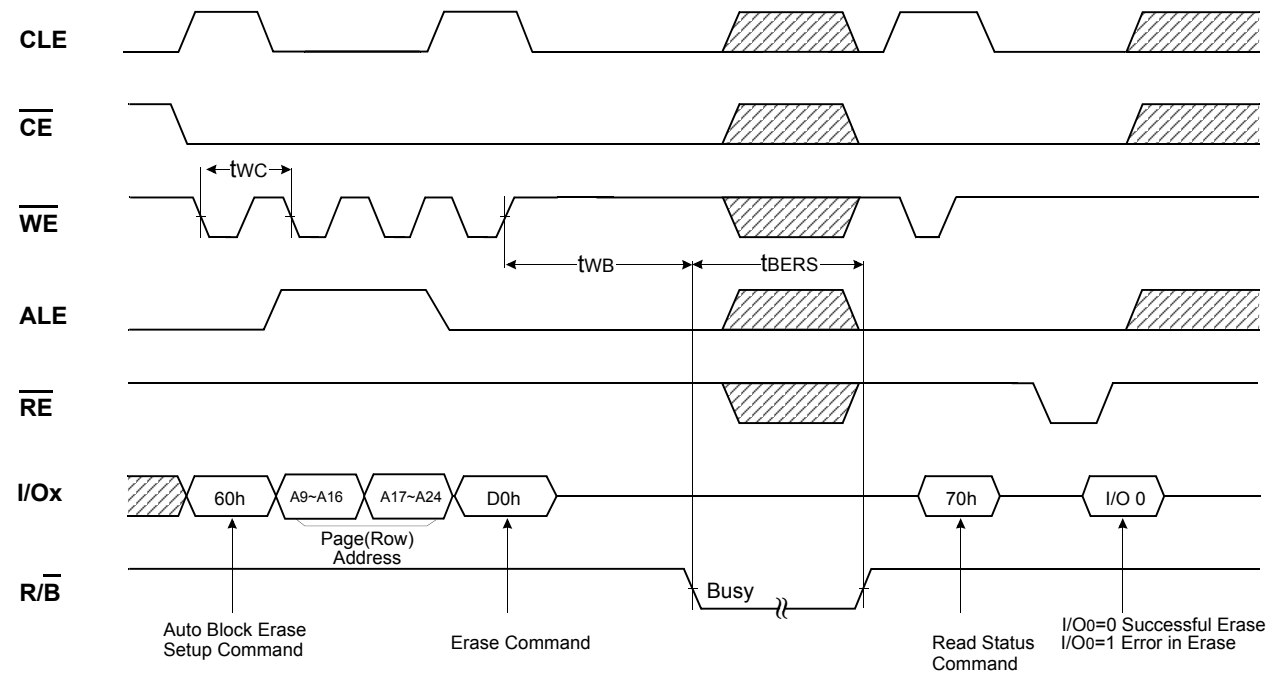 CLE
CE
tWC
WE
tWB
tBERS
ALE
RE
I/Ox
60h
A9~A16
A17~A24
D0h
70h
I/O 0
Page(Row)
Address
R/B
Busy
Auto Block Erase
Setup Command
Erase Command
Read Status
Command
I/O0=0 Successful Erase
I/O0=1 Error in Erase